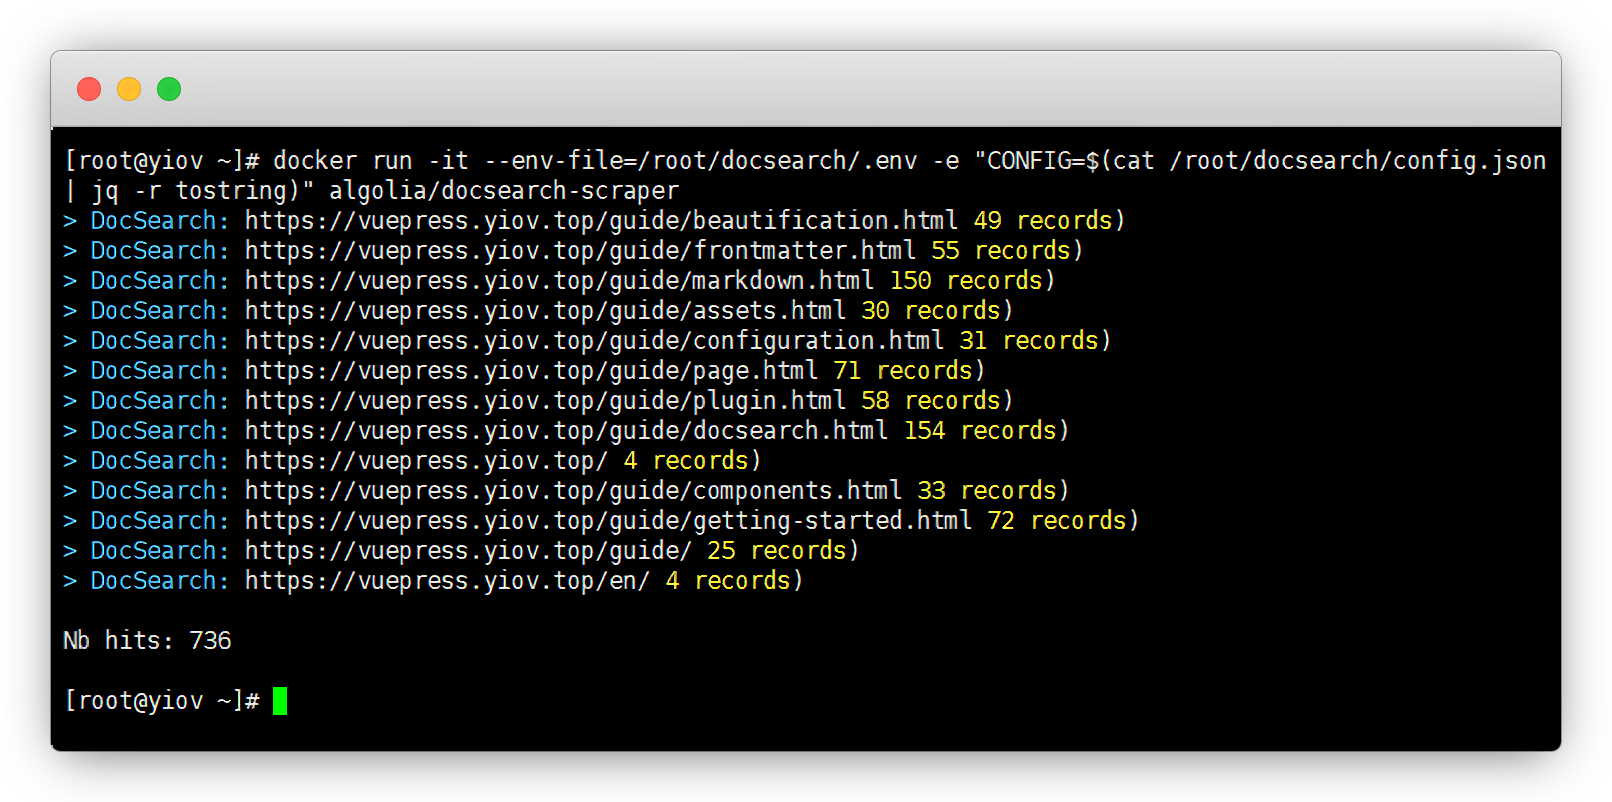 [root@yiov ~]# docker run -it --env-file=/root/docsearch/.env -e "CONFIG=$(cat /root/docsearch/config.json
| jq -r tostring)" algolia/docsearch-scraper
> DocSearch: https://vuepress.yiov.top/guide/beautification.html 49 records)
> DocSearch: https://vuepress.yiov.top/guide/frontmatter.html 55 records)
> DocSearch: https://vuepress.yiov.top/guide/markdown.html 150 records)
> DocSearch: https://vuepress.yiov.top/guide/assets.html 30 records)
> DocSearch: https://vuepress.yiov.top/guide/configuration.html 31 records)
> DocSearch: https://vuepress.yiov.top/guide/page.html 71 records)
> DocSearch: https://vuepress.yiov.top/guide/plugin.html 58 records)
> DocSearch: https://vuepress.yiov.top/guide/docsearch.html 154 records)
> DocSearch: https://vuepress.yiov.top/ 4 records)
> DocSearch: https://vuepress.yiov.top/guide/components.html 33 records)
> DocSearch: https://vuepress.yiov.top/guide/getting-started.html 72 records)
> DocSearch: https://vuepress.yiov.top/guide/ 25 records)
> DocSearch: https://vuepress.yiov.top/en/ 4 records)
Nb hits: 736
[root@yiov ~]#